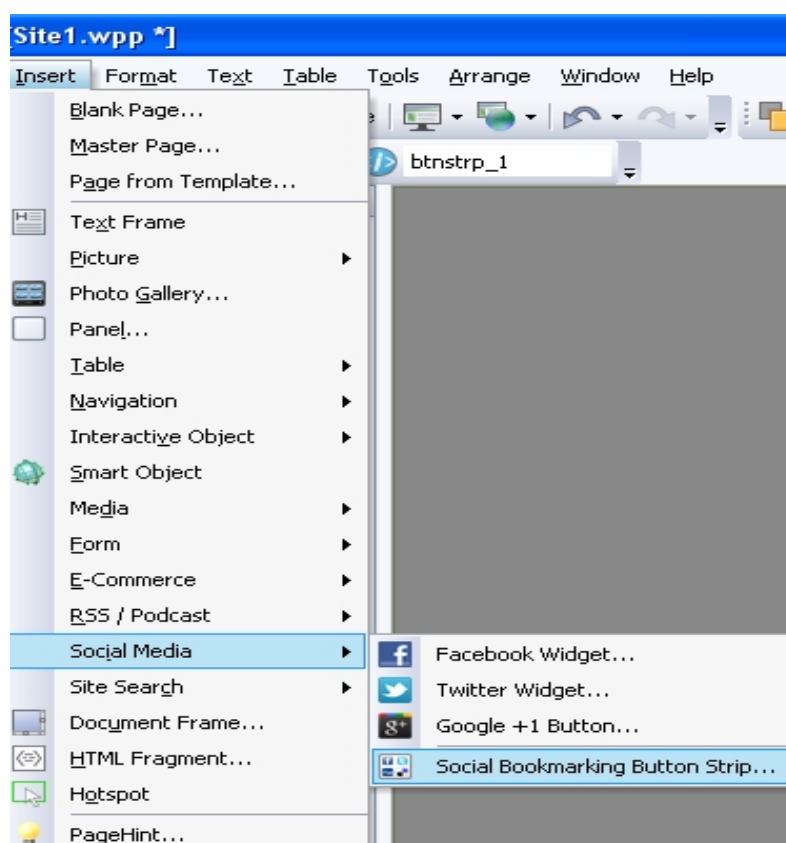 [Site1.wpp *]
Insert Format Text Table Tools Arrange Window Help
Blank Page...
Master Page...
Page from Template...
btnstrp_1
Text Frame
Picture
Photo Gallery...
Panel...
Table
Navigation
Interactive Object
Smart Object
Media
Form
E-Commerce
RSS / Podcast
Social Media
Site Search
Document Frame...
HTML Fragment...
Hotspot
PageHint...
Facebook Widget...
Twitter Widget...
Google +1 Button...
Social Bookmarking Button Strip...